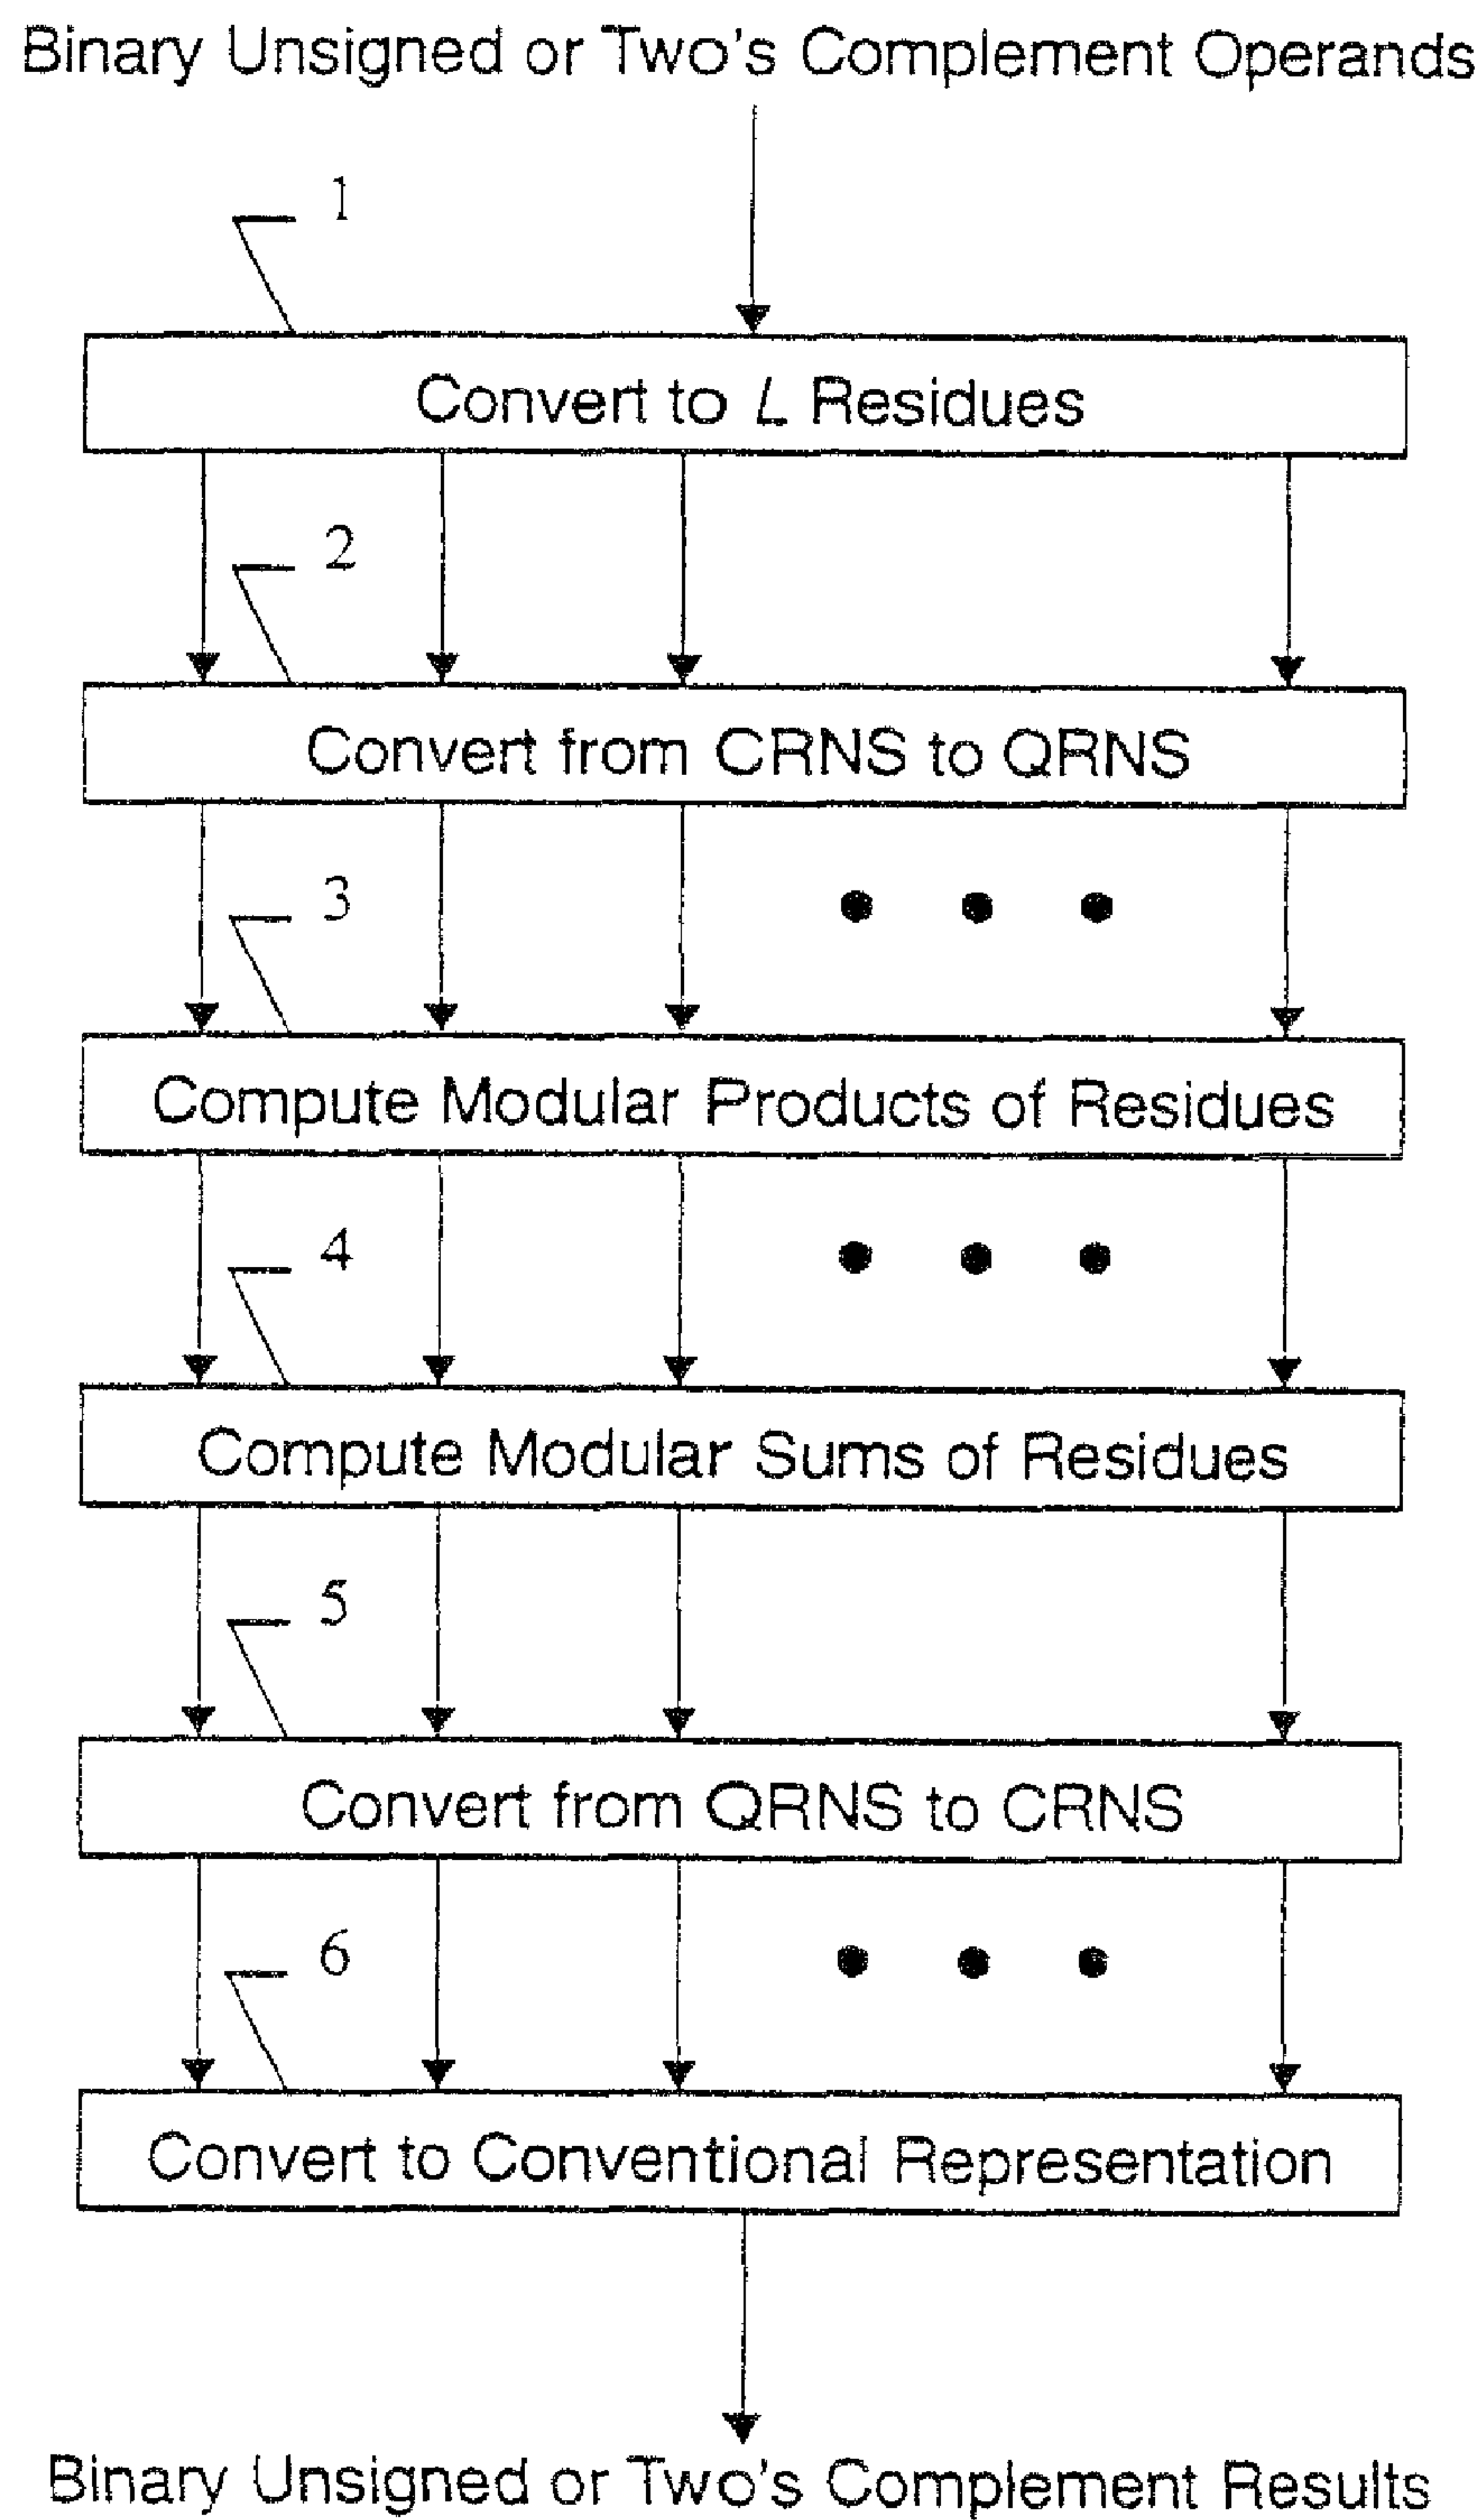 Binary Unsigned or Two's Complement Operands
1
Convert to L Residues
2
Convert from CRNS to QRNS
3
Compute Modular Products of Residues
4
Compute Modular Sums of Residues
5
Convert from QRNS to CRNS
6
Convert to Conventional Representation
Binary Unsigned or Two's Complement Results